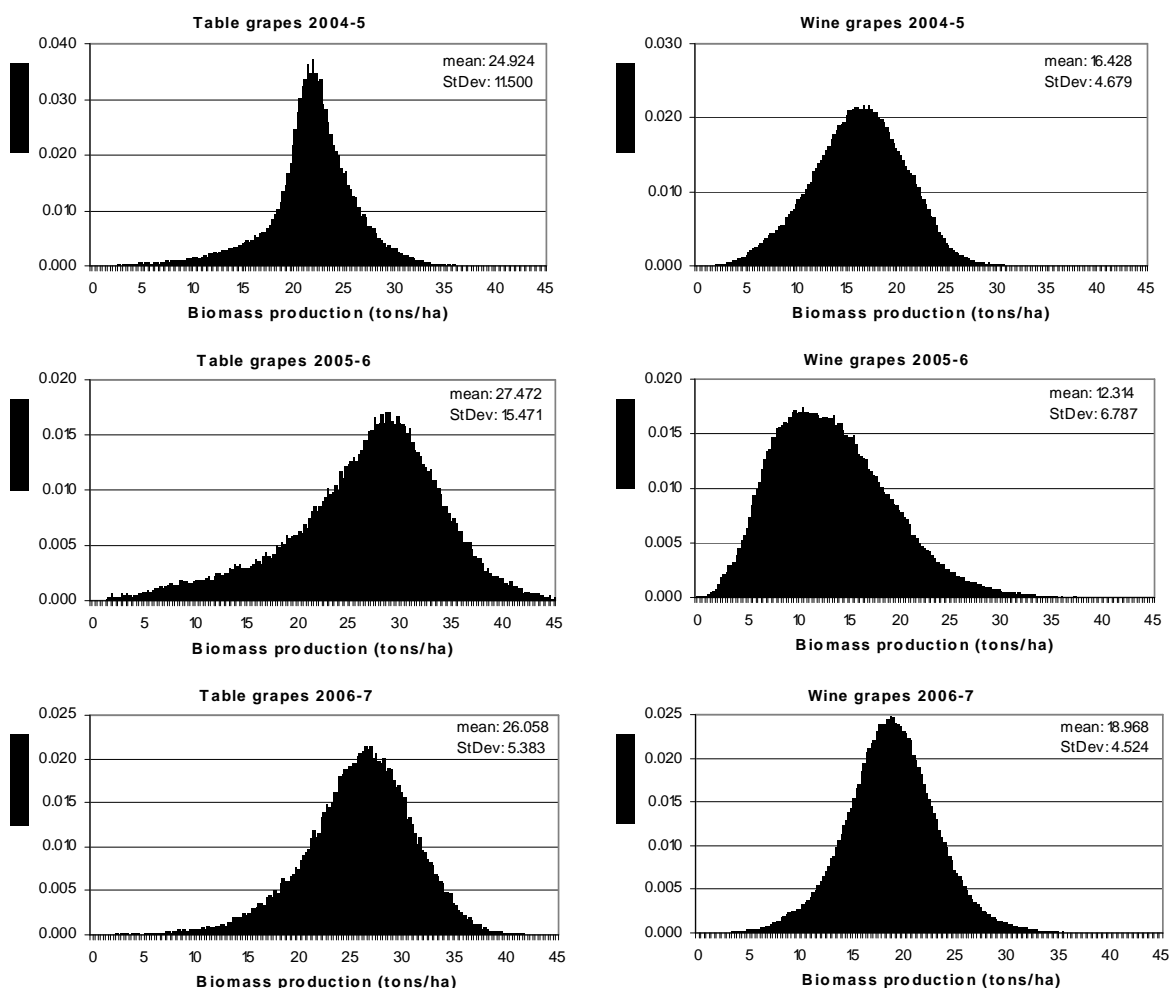 Table grapes 2004-5
mean: 24.924
StDev: 11.500
0.040
0.030
0.020
0.010
0.000
0 5 10 15 20 25 30 35 40 45
Biomass production (tons/ha)
Wine grapes 2004-5
mean: 16.428
StDev: 4.679
0.030
0.020
0.010
0.000
0 5 10 15 20 25 30 35 40 45
Biomass production (tons/ha)
Table grapes 2005-6
mean: 27.472
StDev: 15.471
0.020
0.015
0.010
0.005
0.000
0 5 10 15 20 25 30 35 40 45
Biomass production (tons/ha)
Wine grapes 2005-6
mean: 12.314
StDev: 6.787
0.020
0.015
0.010
0.005
0.000
0 5 10 15 20 25 30 35 40 45
Biomass production (tons/ha)
Table grapes 2006-7
mean: 26.058
StDev: 5.383
0.025
0.020
0.015
0.010
0.005
0.000
0 5 10 15 20 25 30 35 40 45
Biomass production (tons/ha)
Wine grapes 2006-7
mean: 18.968
StDev: 4.524
0.025
0.020
0.015
0.010
0.005
0.000
0 5 10 15 20 25 30 35 40 45
Biomass production (tons/ha)